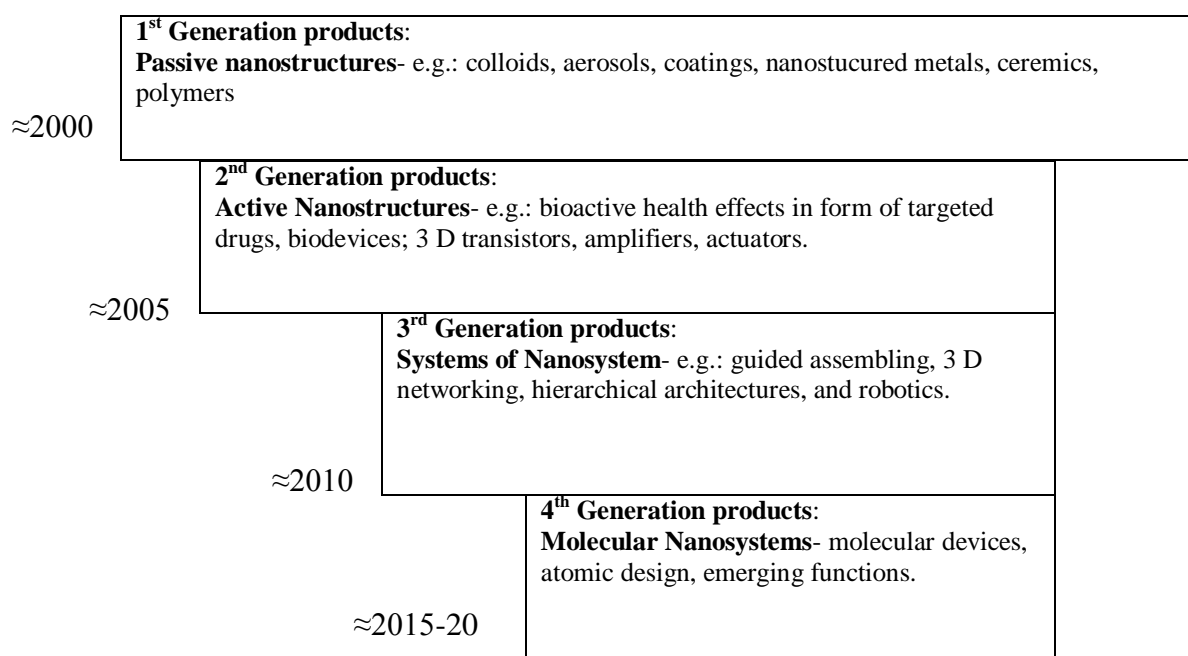 1st Generation products:
Passive nanostructures- e.g.: colloids, aerosols, coatings, nanostucured metals, ceremics,
polymers
≈2000
2nd Generation products:
Active Nanostructures- e.g.: bioactive health effects in form of targeted
drugs, biodevices; 3 D transistors, amplifiers, actuators.
≈2005
3rd Generation products:
Systems of Nanosystem- e.g.: guided assembling, 3 D
networking, hierarchical architectures, and robotics.
≈2010
4th Generation products:
Molecular Nanosystems- molecular devices,
atomic design, emerging functions.
≈2015-20